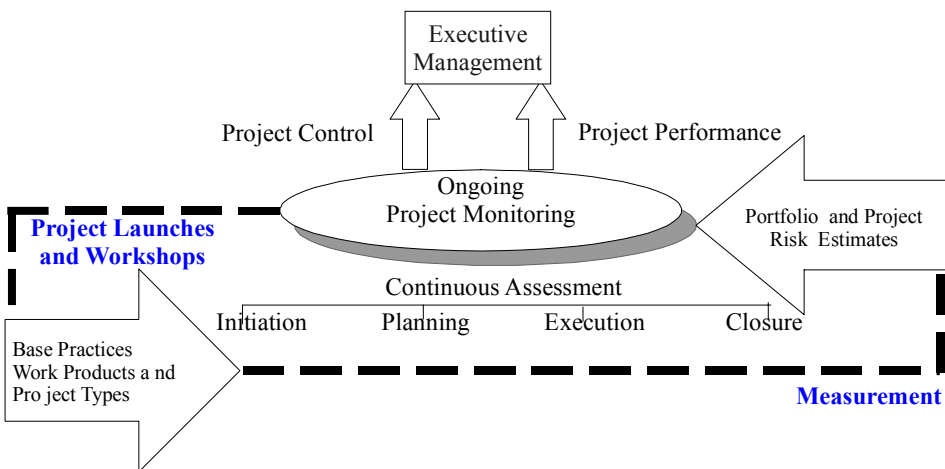 Executive
Management
Project Control
Project Performance
Ongoing
Project Monitoring
Project Launches
and Workshops
Portfolio and Project
Risk Estimates
Continuous Assessment
Initiation Planning Execution Closure
Base Practices
Work Products a nd
Pro ject Types
Measurement